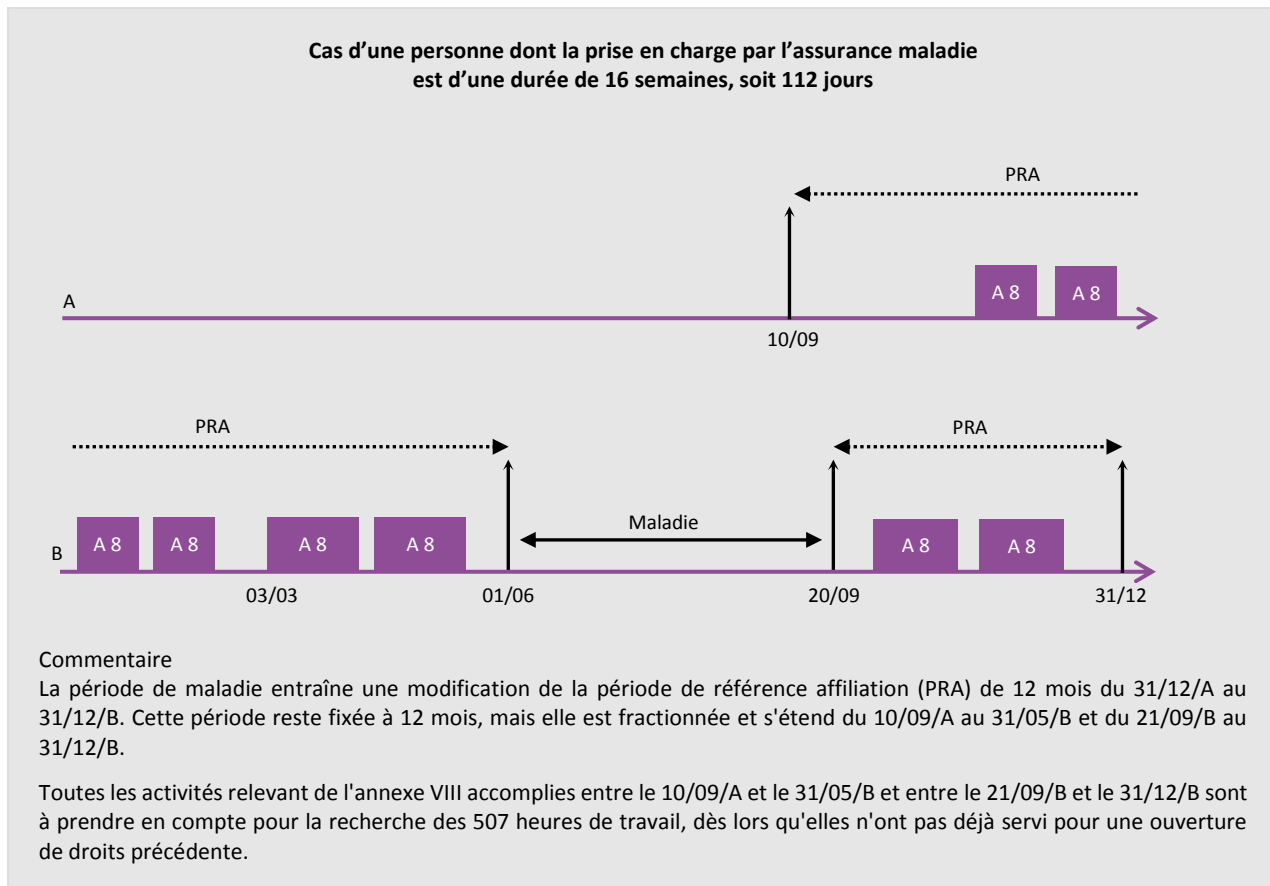 Cas d’une personne dont la prise en charge par l’assurance maladie
est d’une durée de 16 semaines, soit 112 jours
PRA
A
A 8
A 8
10/09
PRA
PRA
B
A 8
A 8
A 8
A 8
Maladie
A 8
A 8
03/03
01/06
20/09
31/12
Commentaire
La période de maladie entraîne une modification de la période de référence affiliation (PRA) de 12 mois du 31/12/A au
31/12/B. Cette période reste fixée à 12 mois, mais elle est fractionnée et s'étend du 10/09/A au 31/05/B et du 21/09/B au
31/12/B.
Toutes les activités relevant de l'annexe VIII accomplies entre le 10/09/A et le 31/05/B et entre le 21/09/B et le 31/12/B sont
à prendre en compte pour la recherche des 507 heures de travail, dès lors qu'elles n'ont pas déjà servi pour une ouverture
de droits précédente.